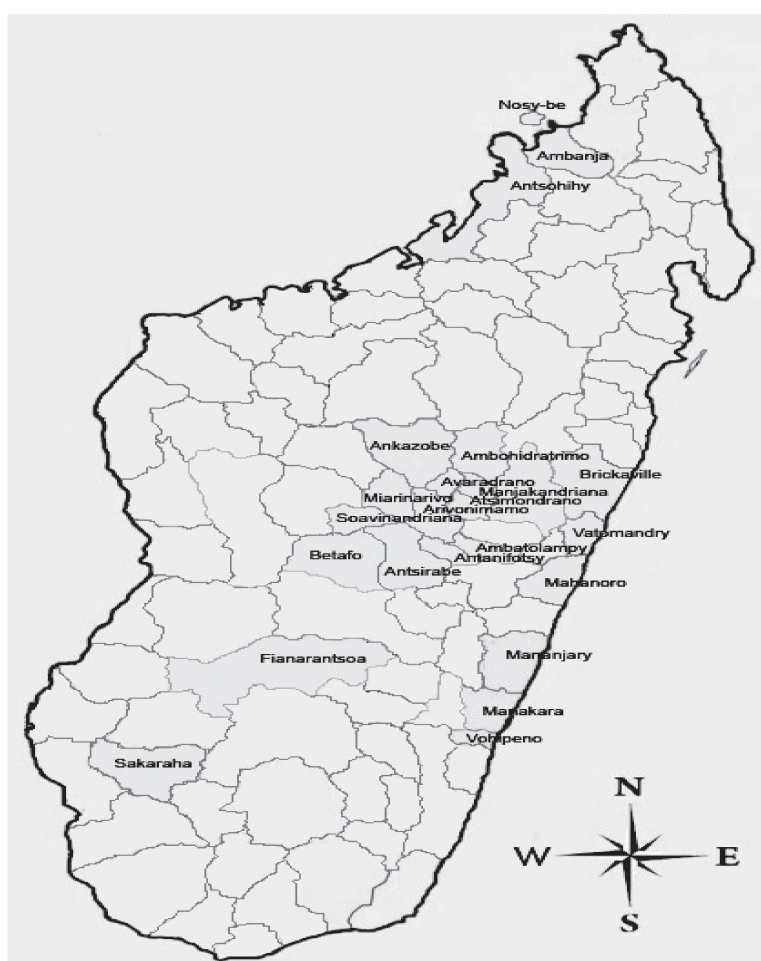 Nosy-be
Ambanja
Antsohihy
Ankazobe
Ambohidratrimo
Brickaville
Avaradrano
Manjakandriana
Miarinarivo
Atsimondrano
Arivonimamo
Soavinandriana
Vatomandry
Ambatolampy
Betafo
Antanifotsy
Antsirabe
Mahanoro
Mananjary
Fianarantsoa
Manakara
Vohipeno
Sakaraha
N
W
E
S